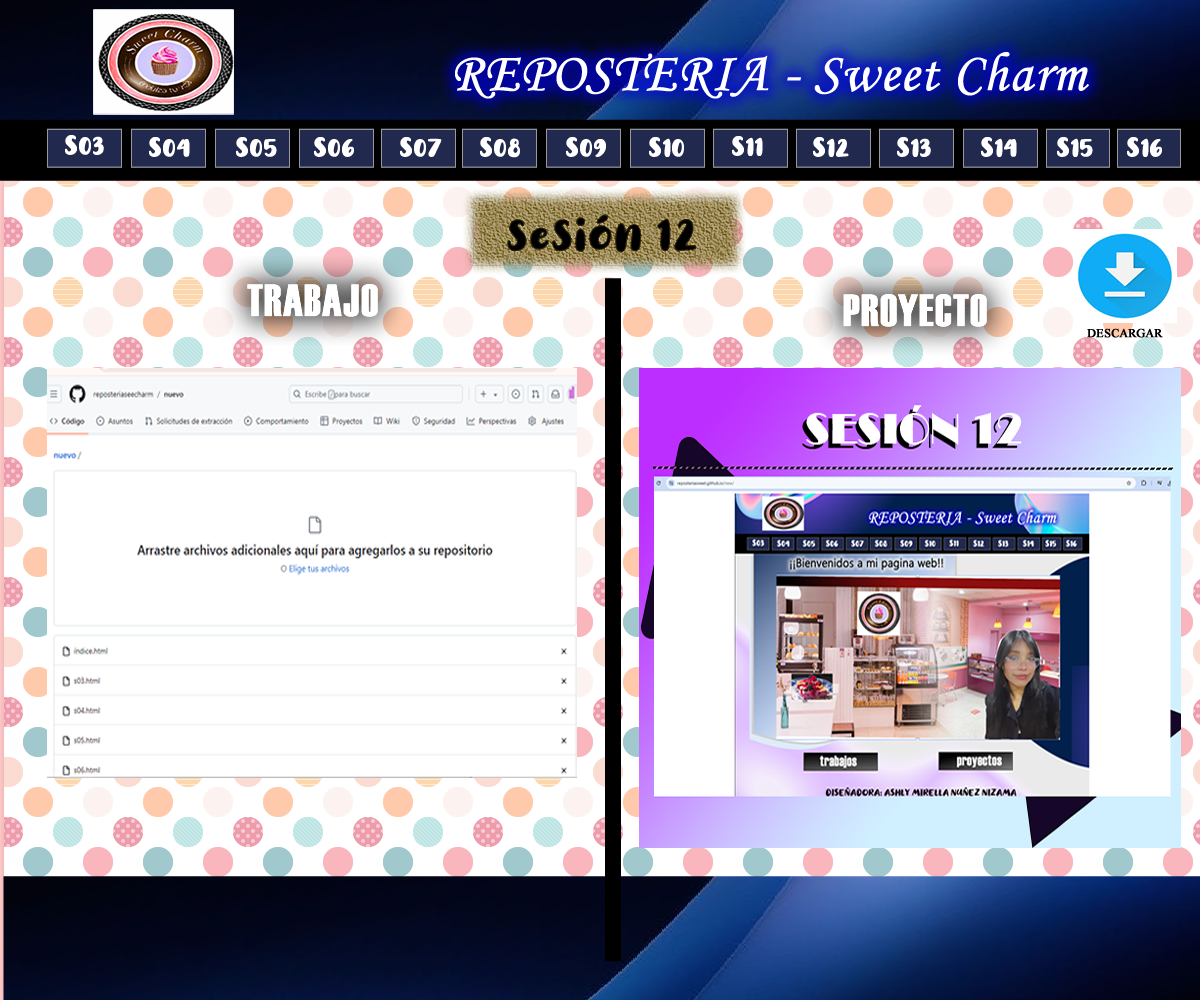 Sweet Charm
REPOSTERIA - Sweet Charm
S03 S04 S05 S06 S07 S08 S09 S10 S11 S12 S13 S14 S15 S16
SeSión 12
TRABAJO
PROYECTO
DESCARGAR
reposteriaseecharm / nuevo
Escribe / para buscar
Código Asuntos Solicitudes de extracción Comportamiento Proyectos Wiki Seguridad Perspectivas Ajustes
nuevo /
Arrastre archivos adicionales aquí para agregarlos a su repositorio
O Elige tus archivos
índice.html
s03.html
s04.html
s05.html
s06.html
SESIÓN 12
REPOSTERIA - Sweet Charm
S03 S04 S05 S06 S07 S08 S09 S10 S11 S12 S13 S14 S15 S16
¡¡Bienvenidos a mi pagina web!!
trabajos
proyectos
DISEÑADORA: ASHLY MIRELLA NUÑEZ NIZAMA